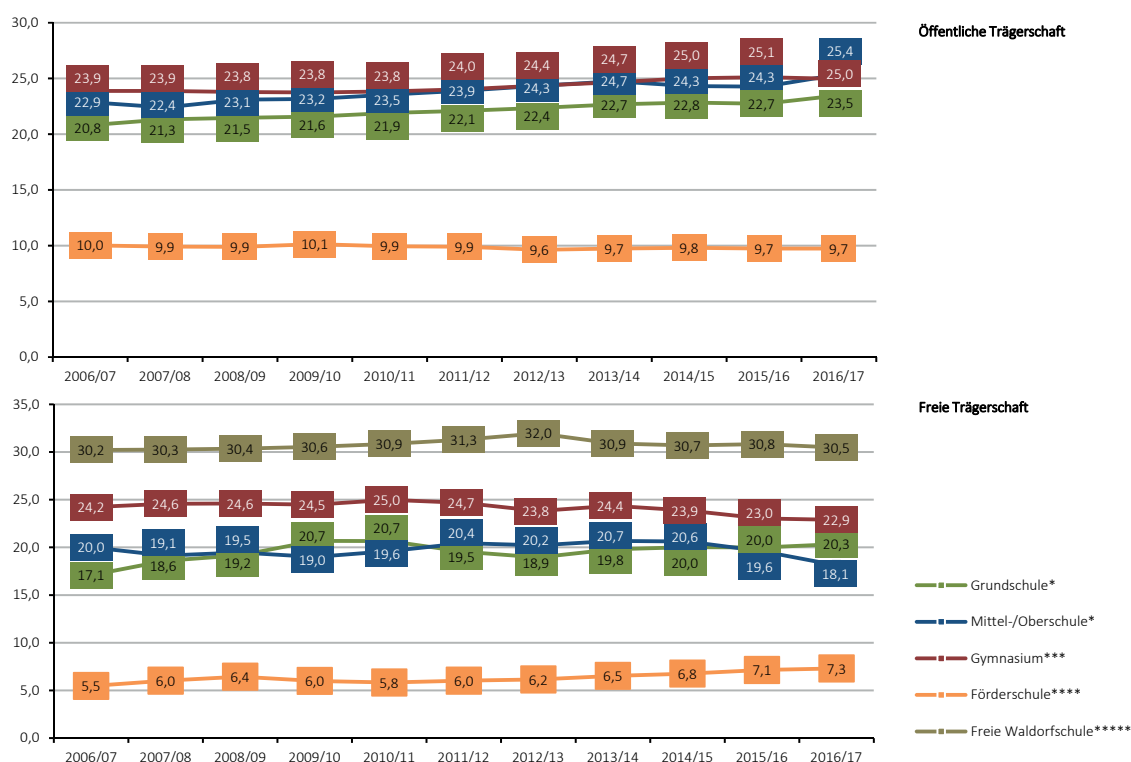 30,0
25,0
20,0
15,0
10,0
5,0
0,0
Öffentliche Trägerschaft
23,9 23,9 23,8 23,8 23,8 24,0 24,4 24,7 25,0 25,1 25,0
22,9 22,4 23,1 23,2 23,5 23,9 24,3 24,7 24,3 24,3 25,4
20,8 21,3 21,5 21,6 21,9 22,1 22,4 22,7 22,8 22,7 23,5
10,0 9,9 9,9 10,1 9,9 9,9 9,6 9,7 9,8 9,7 9,7
2006/07 2007/08 2008/09 2009/10 2010/11 2011/12 2012/13 2013/14 2014/15 2015/16 2016/17
35,0
30,0
25,0
20,0
15,0
10,0
5,0
0,0
Freie Trägerschaft
30,2 30,3 30,4 30,6 30,9 31,3 32,0 30,9 30,7 30,8 30,5
24,2 24,6 24,6 24,5 25,0 24,7 23,8 24,4 23,9 23,0 22,9
20,0 19,1 19,5 19,0 19,6 20,4 20,2 20,7 20,6 19,6 18,1
17,1 18,6 19,2 20,7 20,7 19,5 18,9 19,8 20,0 20,0 20,3
5,5 6,0 6,4 6,0 5,8 6,0 6,2 6,5 6,8 7,1 7,3
2006/07 2007/08 2008/09 2009/10 2010/11 2011/12 2012/13 2013/14 2014/15 2015/16 2016/17
Grundschule*
Mittel-/Oberschule*
Gymnasium***
Förderschule****
Freie Waldorfschule*****